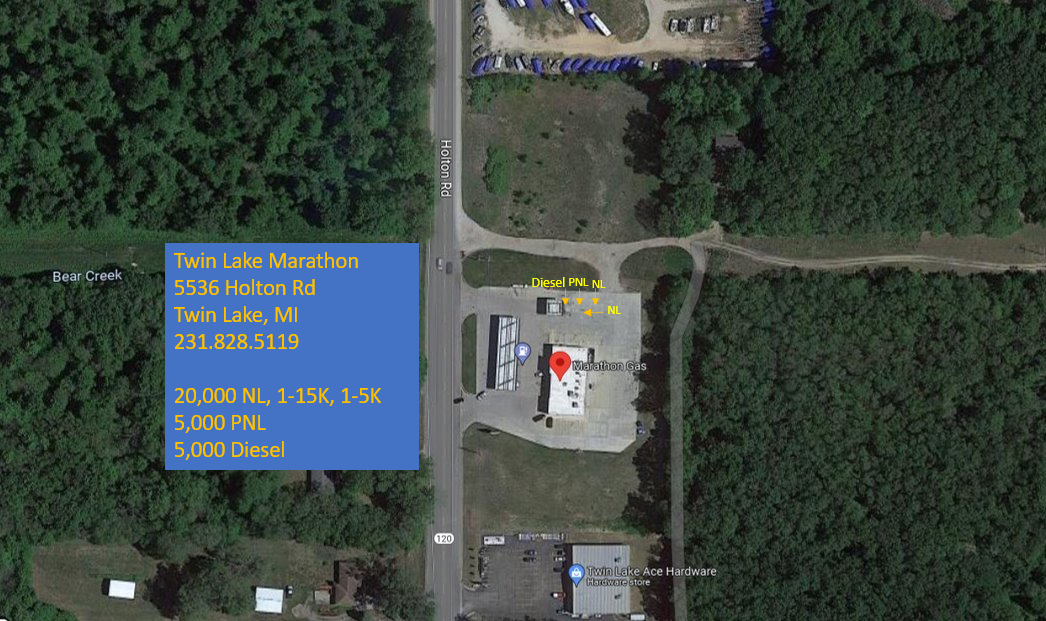 Holton Rd
Bear Creek
Twin Lake Marathon
5536 Holton Rd
Twin Lake, MI
231.828.5119
20,000 NL, 1-15K, 1-5K
5,000 PNL
5,000 Diesel
Diesel PNL NL
NL
Marathon Gas
120
Twin Lake Ace Hardware
Hardware store